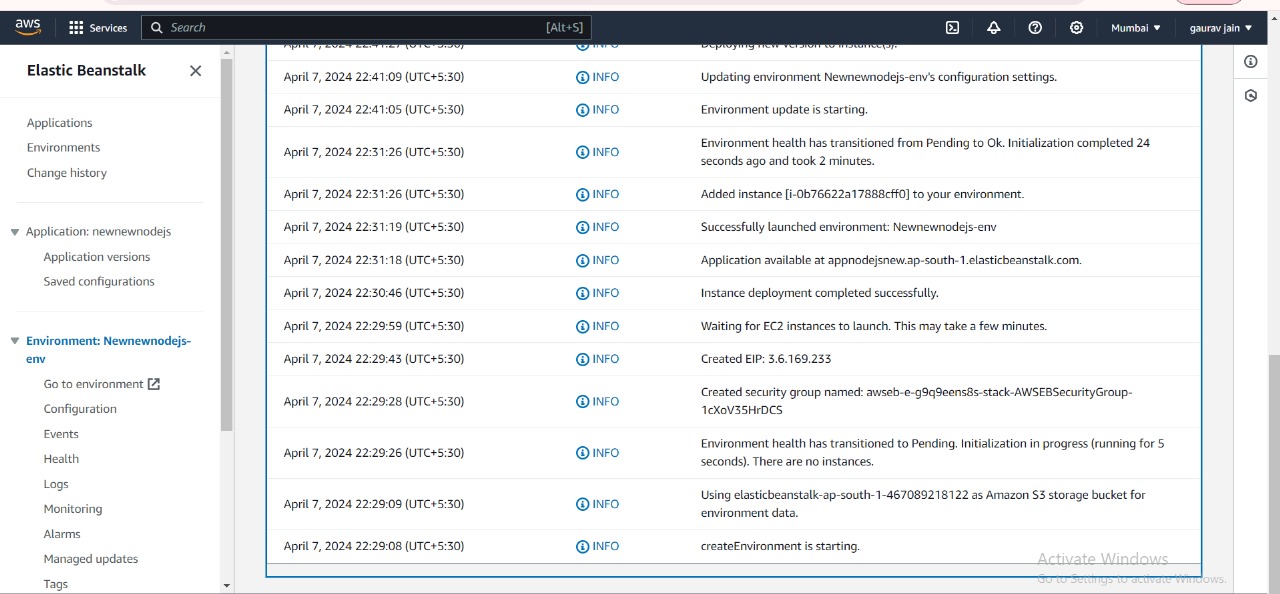 aws
Services
Search
[Alt+S]
Mumbai
gaurav jain
Elastic Beanstalk
Applications
Environments
Change history
Application: newnewnodejs
Application versions
Saved configurations
Environment: Newnewnodejs-
env
Go to environment
Configuration
Events
Health
Logs
Monitoring
Alarms
Managed updates
Tags
April 7, 2024 22:41:27 (UTC+5:30) INFO Deploying new version to instance(s).
April 7, 2024 22:41:09 (UTC+5:30) INFO Updating environment Newnewnodejs-env's configuration settings.
April 7, 2024 22:41:05 (UTC+5:30) INFO Environment update is starting.
April 7, 2024 22:31:26 (UTC+5:30) INFO Environment health has transitioned from Pending to Ok. Initialization completed 24
seconds ago and took 2 minutes.
April 7, 2024 22:31:26 (UTC+5:30) INFO Added instance [i-0b76622a17888cff0] to your environment.
April 7, 2024 22:31:19 (UTC+5:30) INFO Successfully launched environment: Newnewnodejs-env
April 7, 2024 22:31:18 (UTC+5:30) INFO Application available at appnodejsnew.ap-south-1.elasticbeanstalk.com.
April 7, 2024 22:30:46 (UTC+5:30) INFO Instance deployment completed successfully.
April 7, 2024 22:29:59 (UTC+5:30) INFO Waiting for EC2 instances to launch. This may take a few minutes.
April 7, 2024 22:29:43 (UTC+5:30) INFO Created EIP: 3.6.169.233
April 7, 2024 22:29:28 (UTC+5:30) INFO Created security group named: awseb-e-g9q9eens8s-stack-AWSEBSecurityGroup-
1cXoV35HrDCS
April 7, 2024 22:29:26 (UTC+5:30) INFO Environment health has transitioned to Pending. Initialization in progress (running for 5
seconds). There are no instances.
April 7, 2024 22:29:09 (UTC+5:30) INFO Using elasticbeanstalk-ap-south-1-467089218122 as Amazon S3 storage bucket for
environment data.
April 7, 2024 22:29:08 (UTC+5:30) INFO createEnvironment is starting.
Activate Windows
Go to Settings to activate Windows.